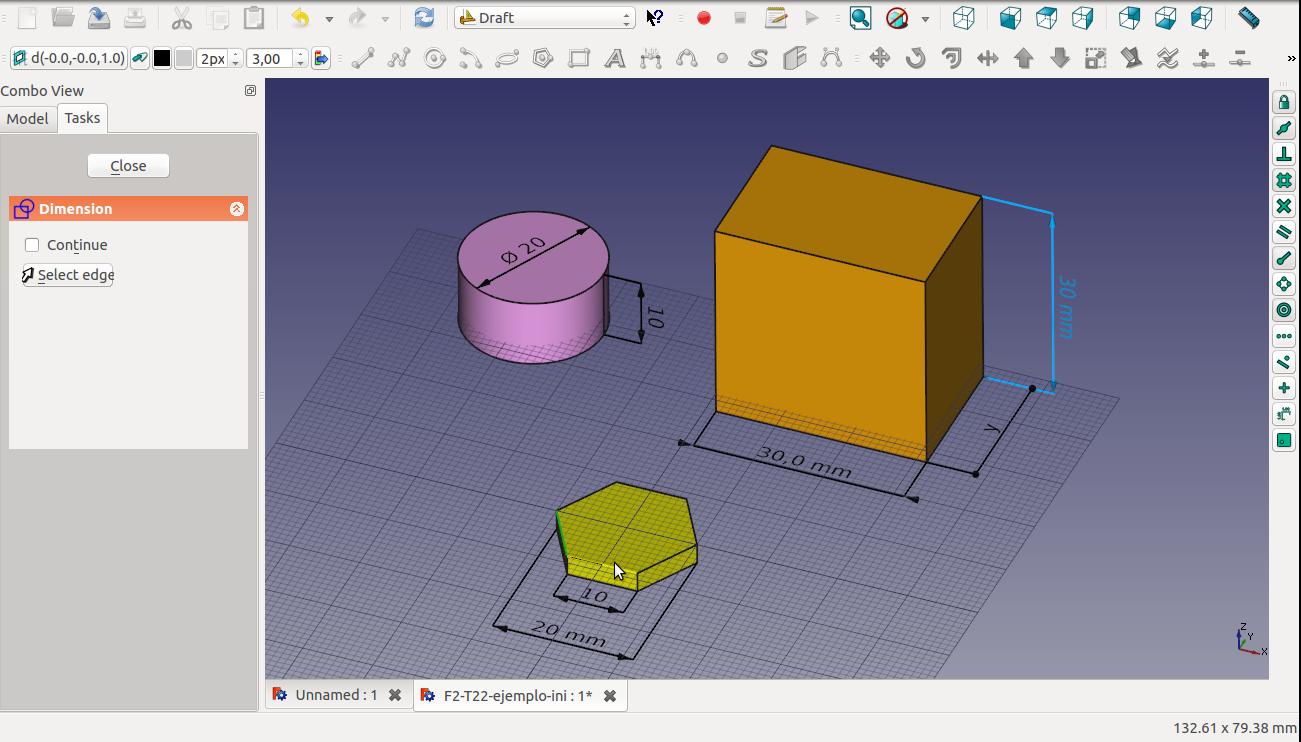 Draft
d(-0.0,-0.0,1.0)
2px
3,00
»
Combo View
Model
Tasks
Close
Dimension
Continue
Select edge
Ø 20
10
30 mm
30,0 mm
y
10
20 mm
Z
Y
X
Unnamed : 1
F2-T22-ejemplo-ini : 1*
132.61 x 79.38 mm